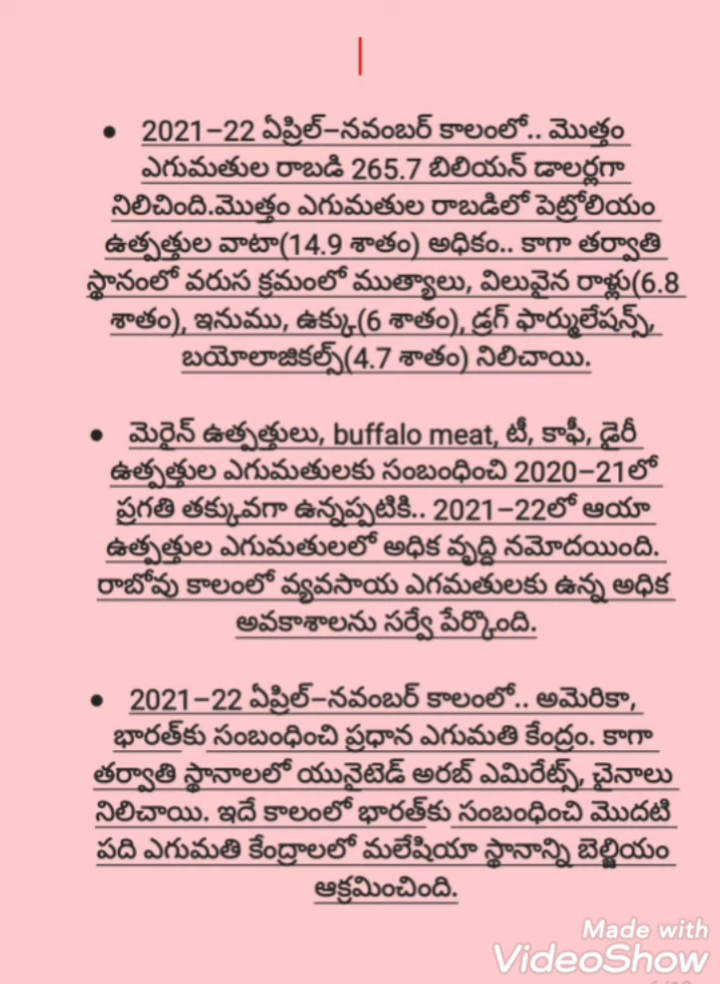 • 2021-22 ఏప్రిల్-నవంబర్ కాలంలో.. మొత్తం
ఎగుమతుల రాబడి 265.7 బిలియన్ డాలర్లగా
నిలిచింది.మొత్తం ఎగుమతుల రాబడిలో పెట్రోలియం
ఉత్పత్తుల వాటా(14.9 శాతం) అధికం.. కాగా తర్వాతి
స్థానంలో వరుస క్రమంలో ముత్యాలు, విలువైన రాళ్లు(6.8
శాతం), ఇనుము, ఉక్కు(6 శాతం), డ్రగ్ ఫార్ములేషన్స్,
బయోలాజికల్స్(4.7 శాతం) నిలిచాయి.
• మెరైన్ ఉత్పత్తులు, buffalo meat, టీ, కాఫీ, డైరీ
ఉత్పత్తుల ఎగుమతులకు సంబంధించి 2020-21లో
ప్రగతి తక్కువగా ఉన్నప్పటికి.. 2021-22లో ఆయా
ఉత్పత్తుల ఎగుమతులలో అధిక వృద్ది నమోదయింది.
రాబోవు కాలంలో వ్యవసాయ ఎగమతులకు ఉన్న అధిక
అవకాశాలను సర్వే పేర్కొంది.
• 2021-22 ఏప్రిల్-నవంబర్ కాలంలో.. అమెరికా,
భారత్‌కు సంబంధించి ప్రధాన ఎగుమతి కేంద్రం. కాగా
తర్వాతి స్థానాలలో యునైటెడ్ అరబ్ ఎమిరేట్స్, చైనాలు
నిలిచాయి. ఇదే కాలంలో భారత్‌కు సంబంధించి మొదటి
పది ఎగుమతి కేంద్రాలలో మలేషియా స్థానాన్ని బెల్జియం
ఆక్రమించింది.
Made with
VideoShow